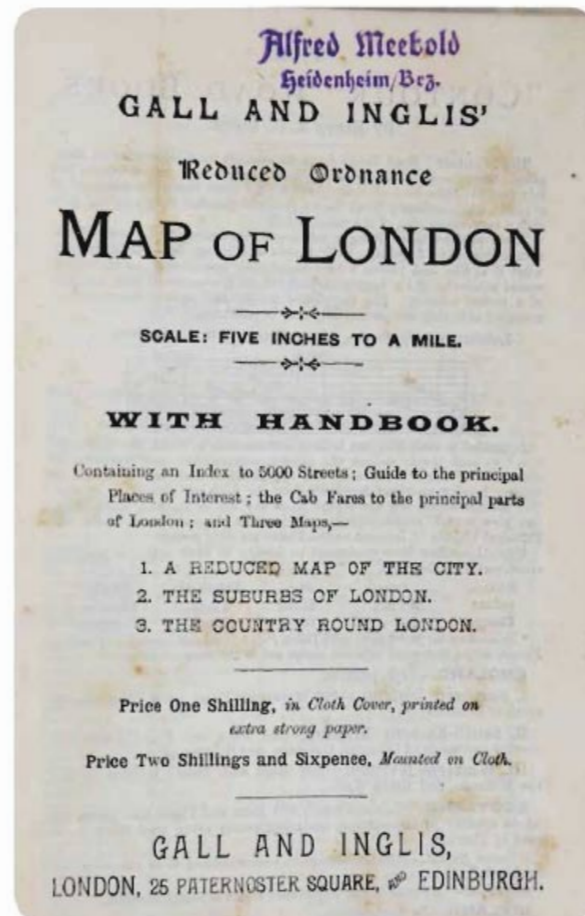 Alfred Meebold
Heidenheim/Brz.
GALL AND INGLIS'
Reduced Ordnance
MAP OF LONDON
SCALE: FIVE INCHES TO A MILE.
WITH HANDBOOK.
Containing an Index to 5000 Streets; Guide to the principal
Places of Interest; the Cab Fares to the principal parts
of London; and Three Maps,—
1. A REDUCED MAP OF THE CITY.
2. THE SUBURBS OF LONDON.
3. THE COUNTRY ROUND LONDON.
Price One Shilling, in Cloth Cover, printed on
extra strong paper.
Price Two Shillings and Sixpence, Mounted on Cloth.
GALL AND INGLIS,
LONDON, 25 PATERNOSTER SQUARE, AND EDINBURGH.